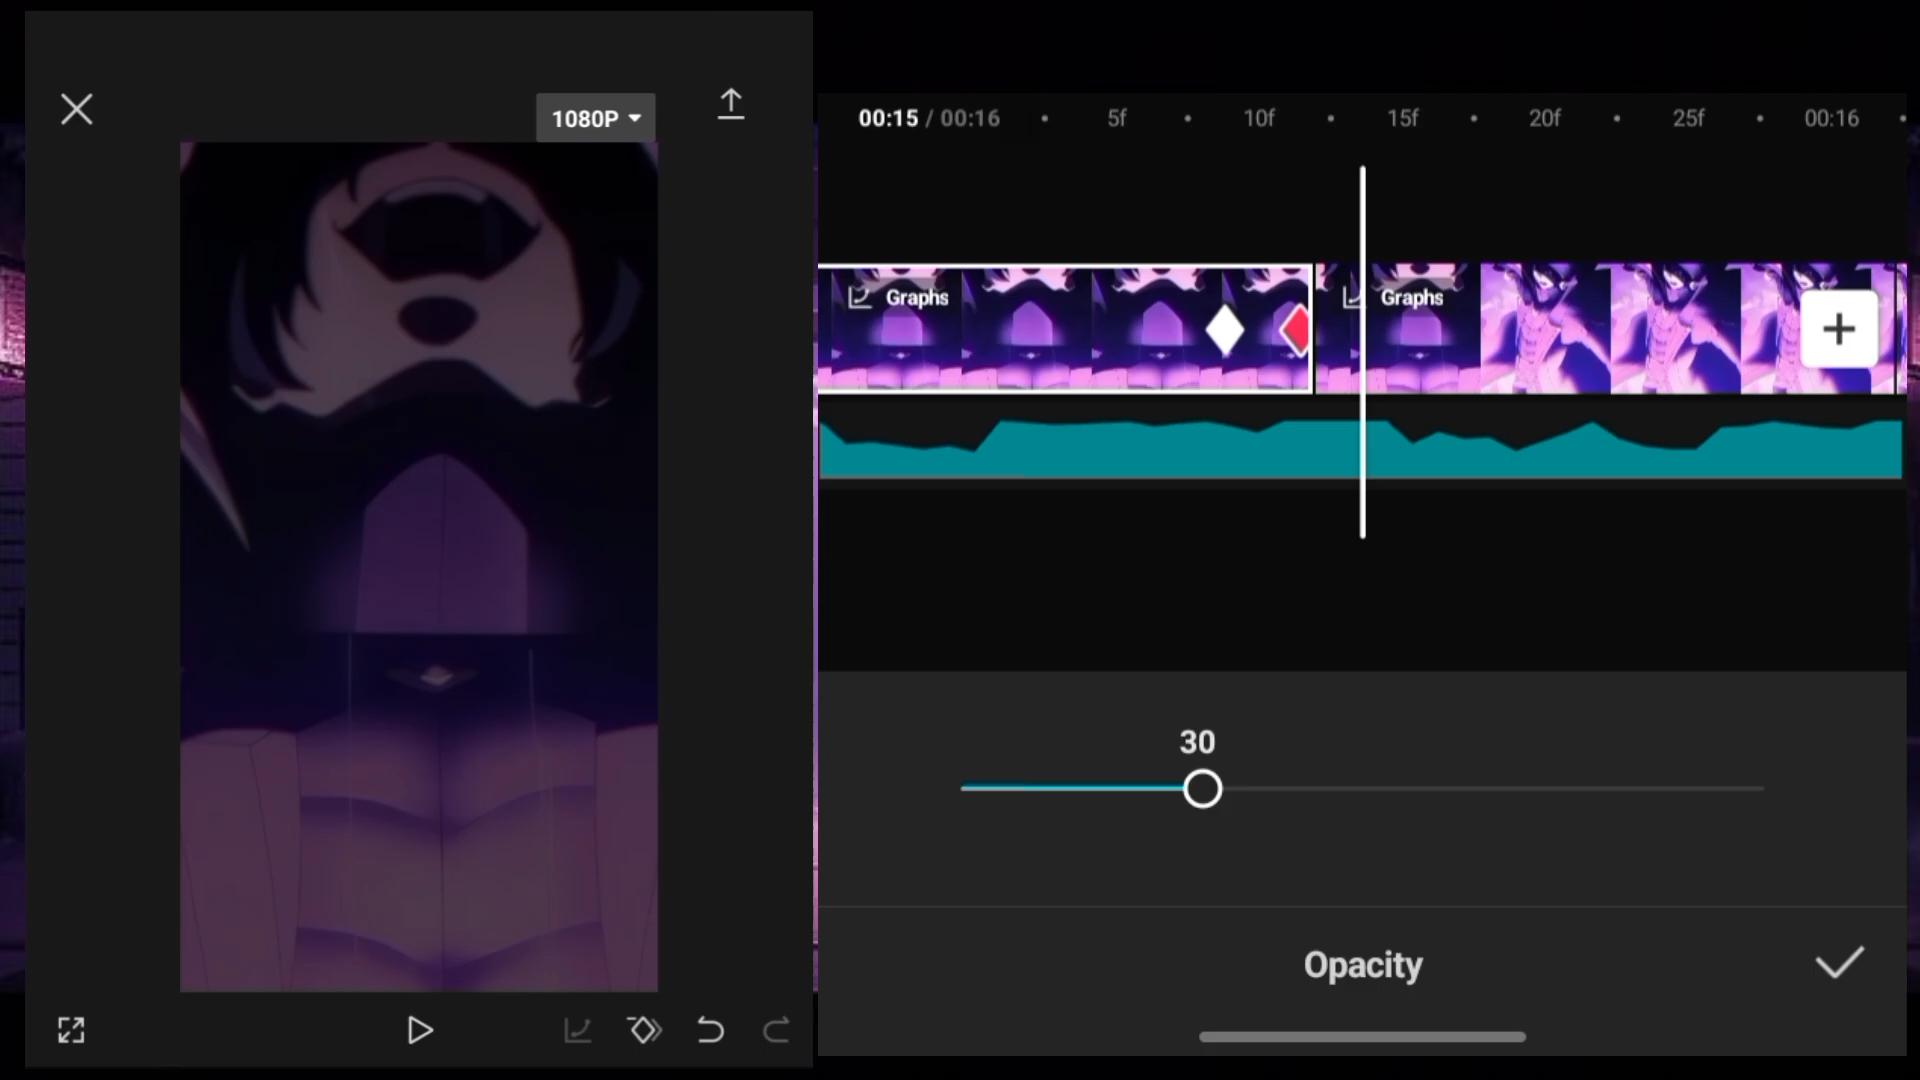 1080P
00:15 / 00:16
5f
10f
15f
20f
25f
00:16
Graphs
Graphs
30
Opacity